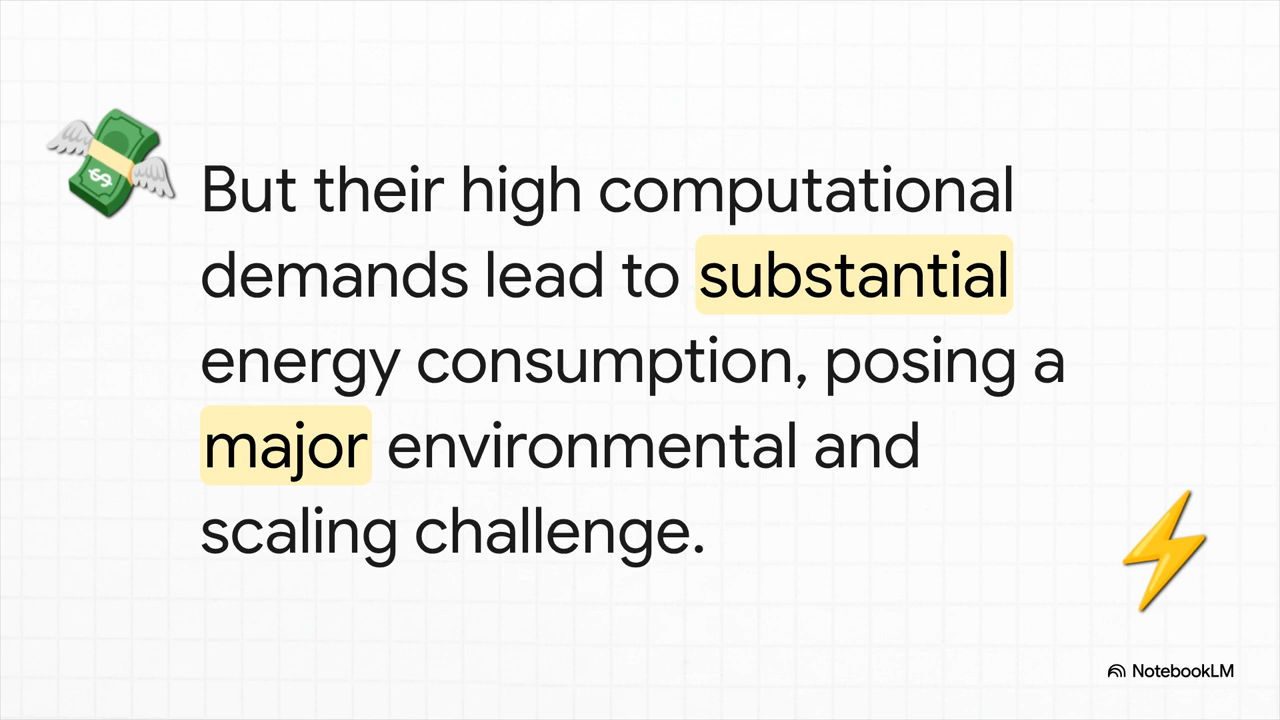 But their high computational
demands lead to substantial
energy consumption, posing a
major environmental and
scaling challenge.
NotebookLM